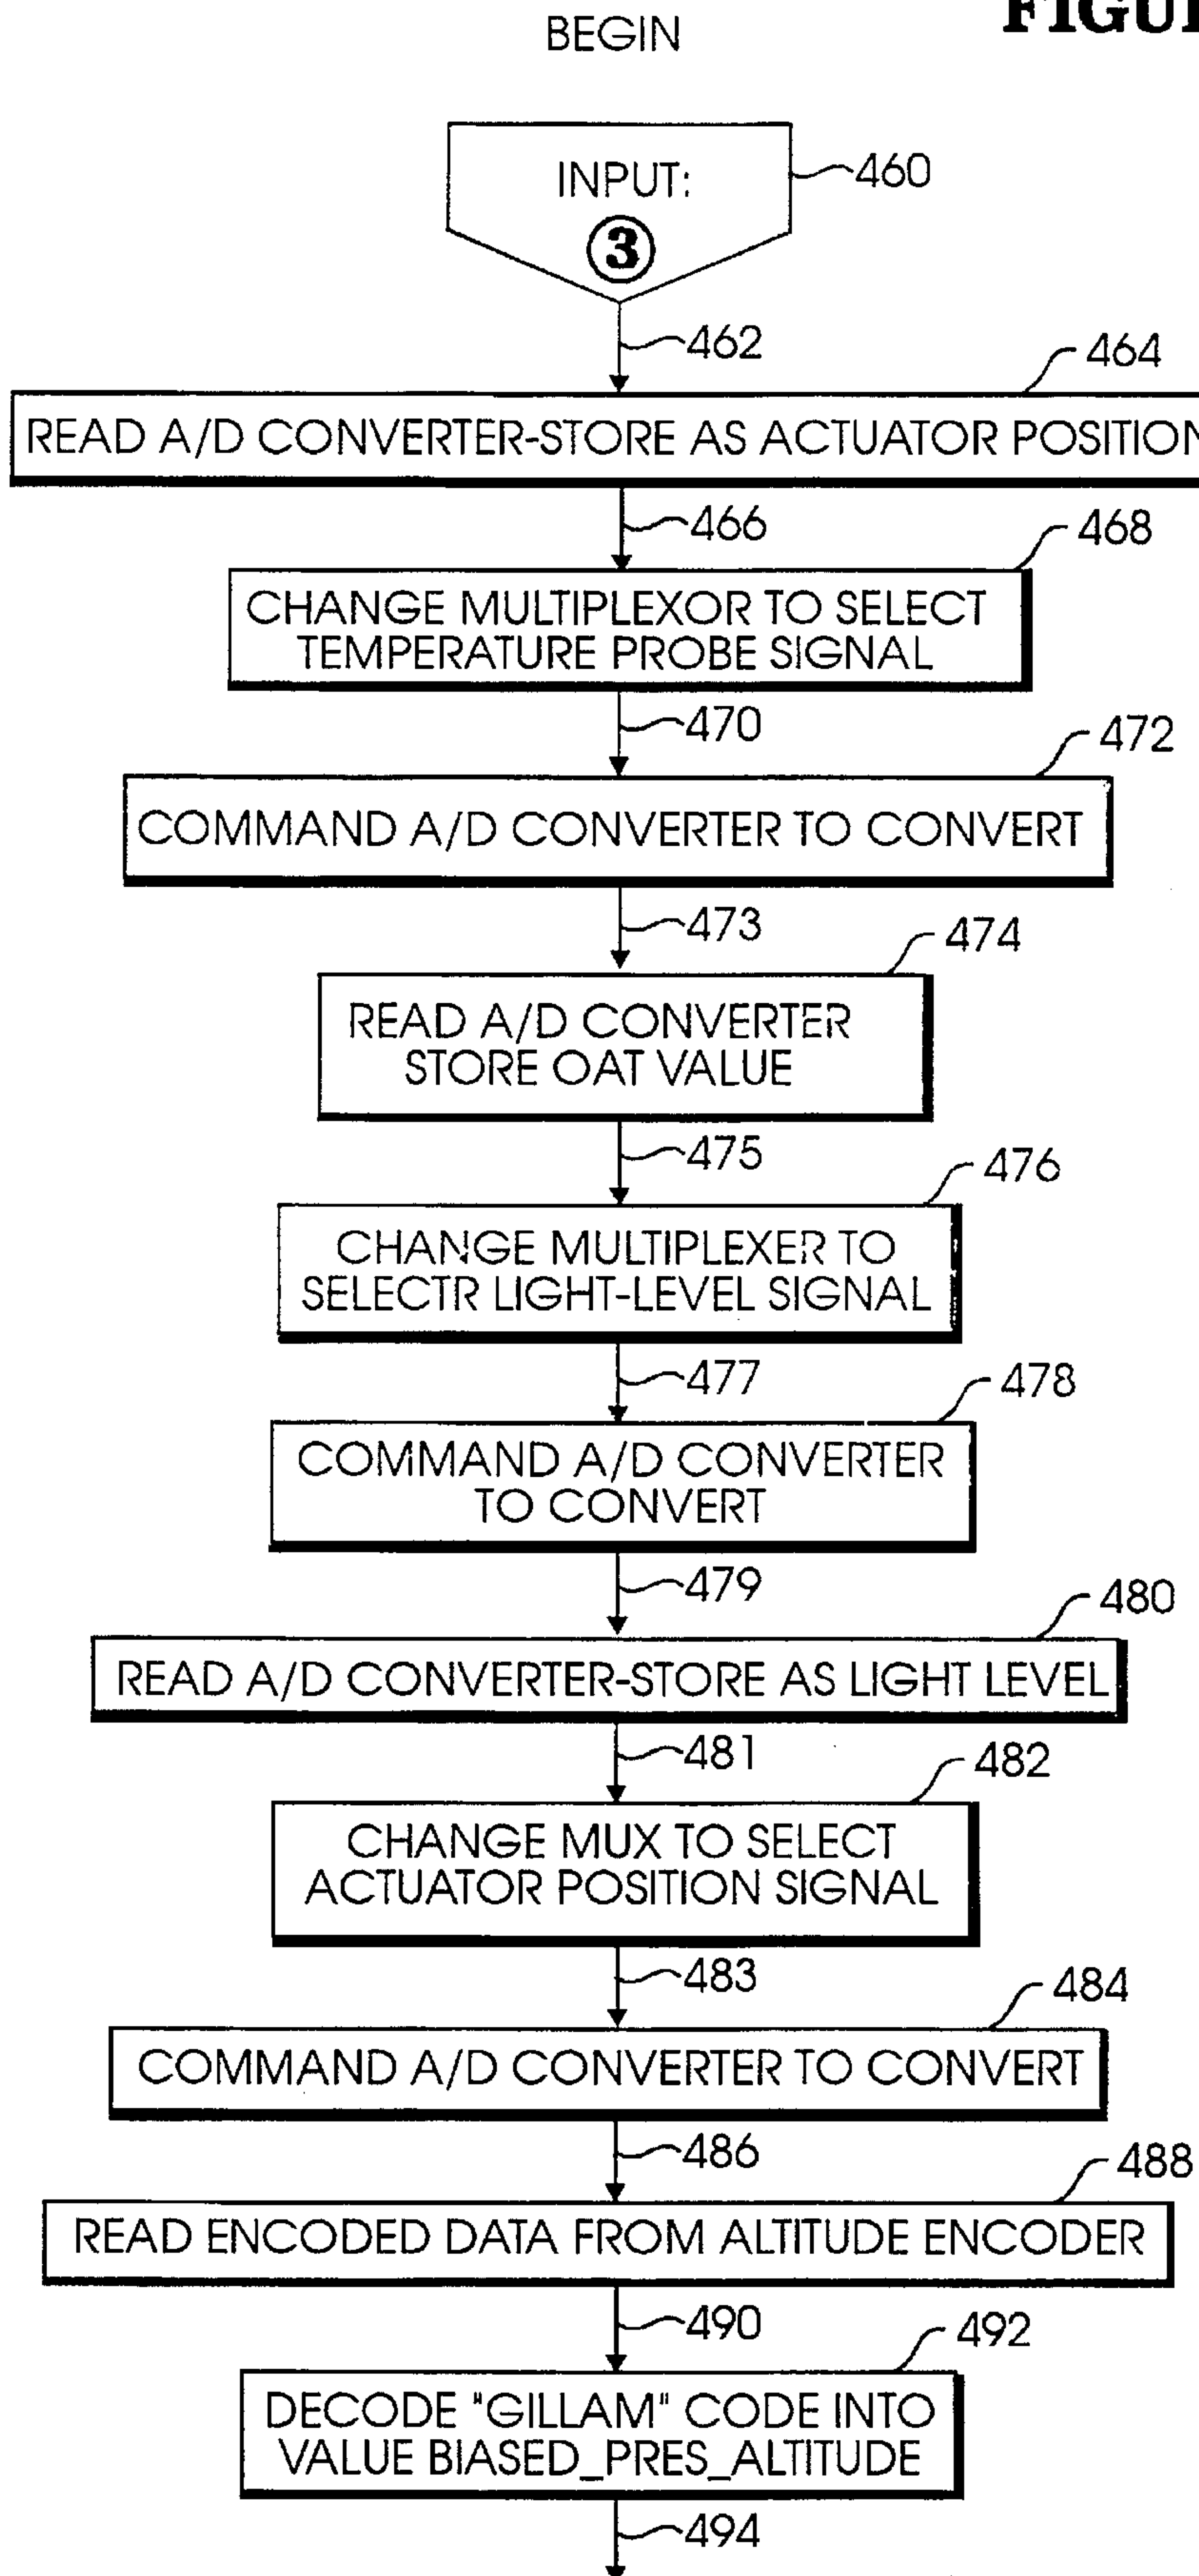 FIGUR
BEGIN
INPUT:
3
460
462
464
READ A/D CONVERTER-STORE AS ACTUATOR POSITION
466
468
CHANGE MULTIPLEXOR TO SELECT
TEMPERATURE PROBE SIGNAL
470
472
COMMAND A/D CONVERTER TO CONVERT
473
474
READ A/D CONVERTER
STORE OAT VALUE
475
476
CHANGE MULTIPLEXER TO
SELECTR LIGHT-LEVEL SIGNAL
477
478
COMMAND A/D CONVERTER
TO CONVERT
479
480
READ A/D CONVERTER-STORE AS LIGHT LEVEL
481
482
CHANGE MUX TO SELECT
ACTUATOR POSITION SIGNAL
483
484
COMMAND A/D CONVERTER TO CONVERT
486
488
READ ENCODED DATA FROM ALTITUDE ENCODER
490
492
DECODE "GILLAM" CODE INTO
VALUE BIASED_PRES_ALTITUDE
494